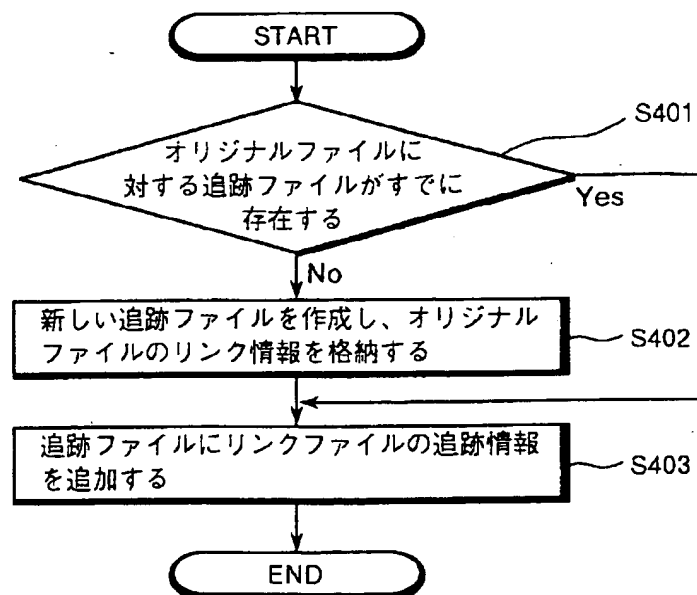 START
S401
オリジナルファイルに
対する追跡ファイルがすでに
存在する
Yes
No
新しい追跡ファイルを作成し、オリジナル
ファイルのリンク情報を格納する
S402
追跡ファイルにリンクファイルの追跡情報
を追加する
S403
END